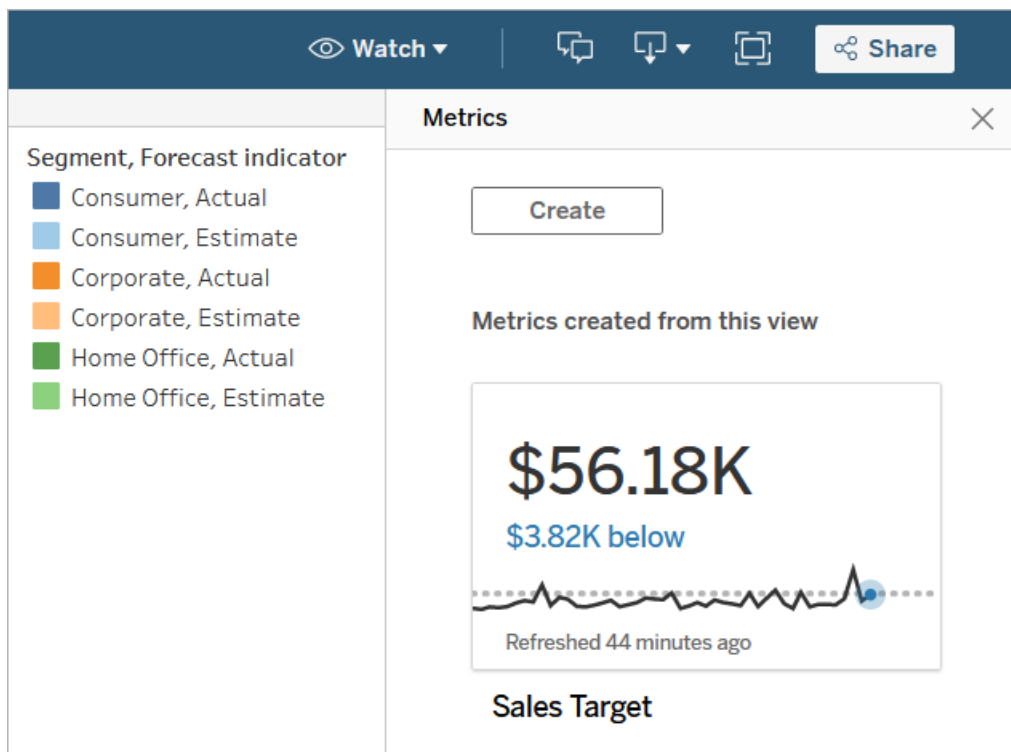 Watch
Share
Metrics
Segment, Forecast indicator
Consumer, Actual
Consumer, Estimate
Corporate, Actual
Corporate, Estimate
Home Office, Actual
Home Office, Estimate
Create
Metrics created from this view
$56.18K
$3.82K below
Refreshed 44 minutes ago
Sales Target